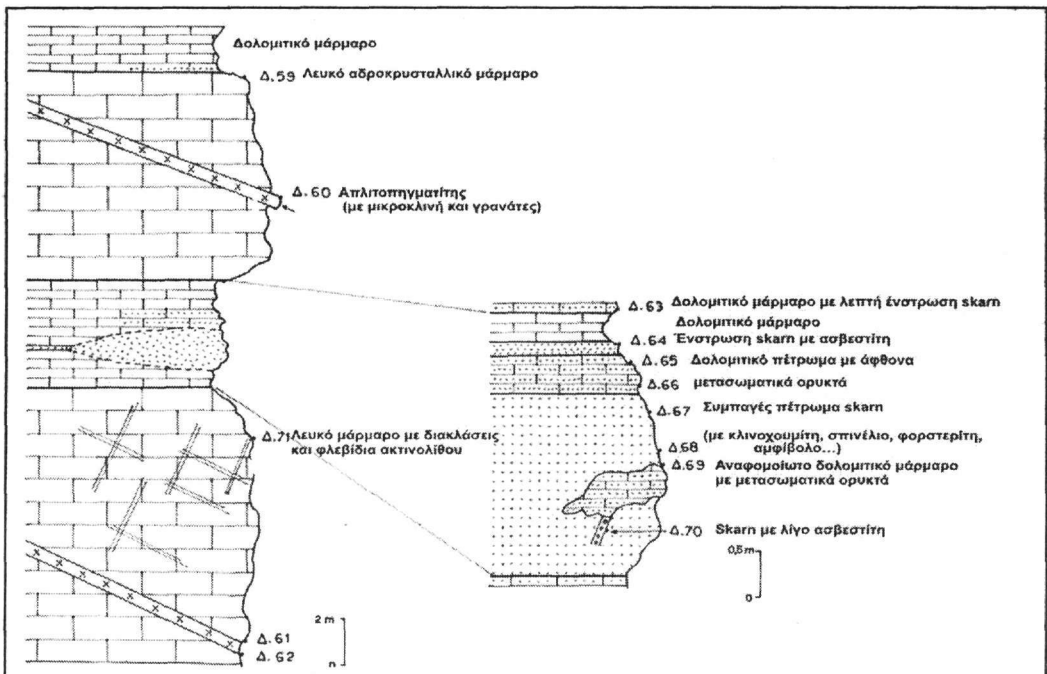 Δολομιτικό μάρμαρο
Δ.59 Λευκό αδροκρυσταλλικό μάρμαρο
Δ.60 Απλιτοπηγματίτης
(με μικροκλινή και γρανάτες)
Δ.71 Λευκό μάρμαρο με διακλάσεις
και φλεβίδια ακτινολίθου
Δ.61
Δ.62
2 m
0
Δ.63 Δολομιτικό μάρμαρο με λεπτή ένστρωση skarn
Δολομιτικό μάρμαρο
Δ.64 Ένστρωση skarn με ασβεστίτη
Δ.65 Δολομιτικό πέτρωμα με άφθονα
Δ.66 μετασωματικά ορυκτά
Δ.67 Συμπαγές πέτρωμα skarn
Δ.68 (με κλινοχουμίτη, σπινέλιο, φορστερίτη,
αμφίβολο...)
Δ.69 Αναφομοίωτο δολομιτικό μάρμαρο
με μετασωματικά ορυκτά
Δ.70 Skarn με λίγο ασβεστίτη
0,5 m
0